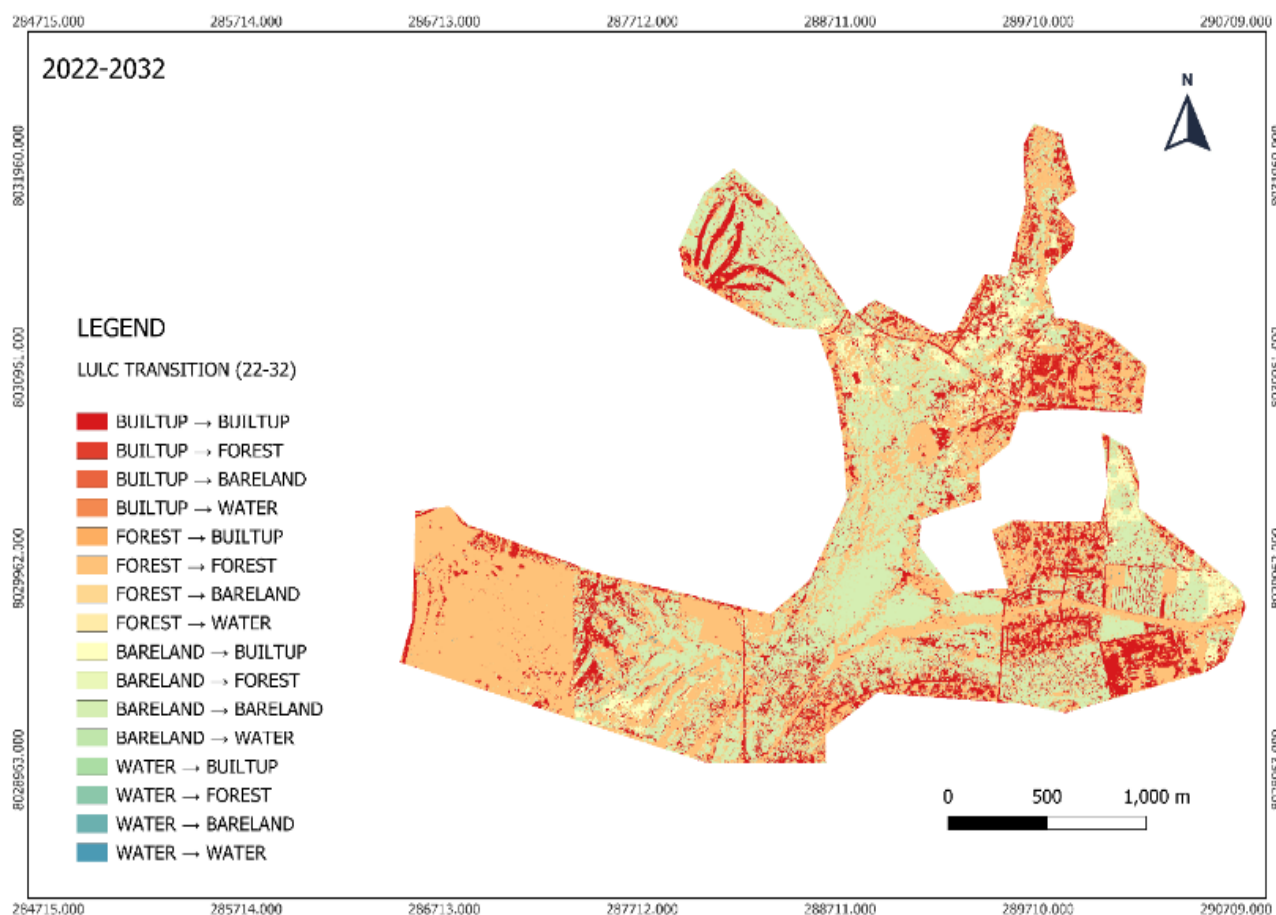 284715.000 285714.000 286713.000 287712.000 288711.000 289710.000 290709.000
2022-2032
N
8031960.000
8030961.000
8029962.000
8028963.000
LEGEND
LULC TRANSITION (22-32)
BUILTUP → BUILTUP
BUILTUP → FOREST
BUILTUP → BARELAND
BUILTUP → WATER
FOREST → BUILTUP
FOREST → FOREST
FOREST → BARELAND
FOREST → WATER
BARELAND → BUILTUP
BARELAND → FOREST
BARELAND → BARELAND
BARELAND → WATER
WATER → BUILTUP
WATER → FOREST
WATER → BARELAND
WATER → WATER
0 500 1,000 m
284715.000 285714.000 286713.000 287712.000 288711.000 289710.000 290709.000